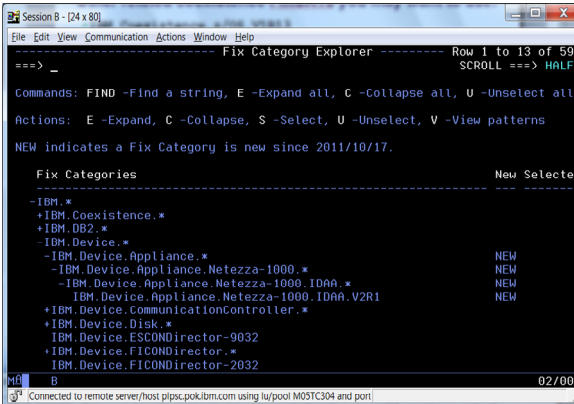 Session B - [24 x 80]
File Edit View Communication Actions Window Help
-------------------------- Fix Category Explorer --------- Row 1 to 13 of 59
===> _ SCROLL ===> HALF
Commands: FIND -Find a string, E -Expand all, C -Collapse all, U -Unselect all
Actions: E -Expand, C -Collapse, S -Select, U -Unselect, V -View patterns
NEW indicates a Fix Category is new since 2011/10/17.
Fix Categories New Selecte
-IBM.*
+IBM.Coexistence.*
+IBM.DB2.*
-IBM.Device.*
-IBM.Device.Appliance.* NEW
-IBM.Device.Appliance.Netezza-1000.* NEW
-IBM.Device.Appliance.Netezza-1000.IDAA.* NEW
IBM.Device.Appliance.Netezza-1000.IDAA.V2R1 NEW
+IBM.Device.CommunicationController.*
+IBM.Device.Disk.*
IBM.Device.ESCONDirector-9032
+IBM.Device.FICONDirector.*
IBM.Device.FICONDirector-2032
MA B 02/00
Connected to remote server/host plpsc.pok.ibm.com using lu/pool M05TC304 and port